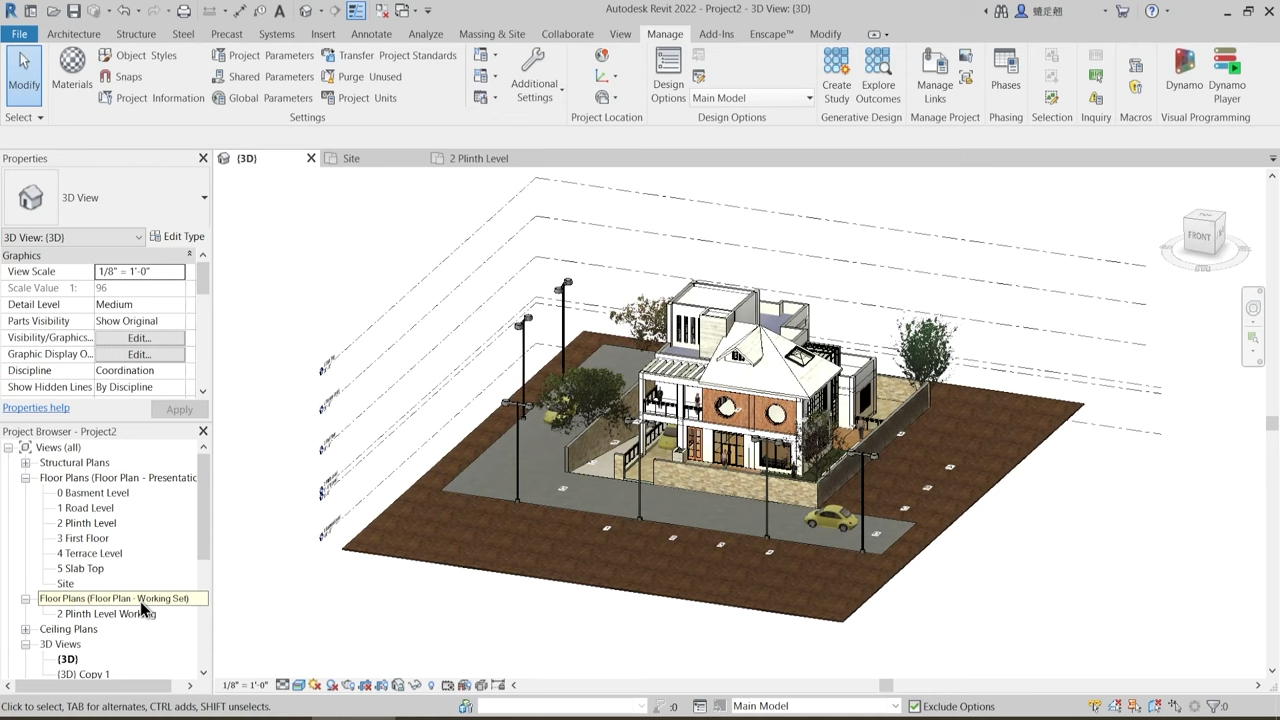 Autodesk Revit 2022 - Project2 - 3D View: {3D}
File Architecture Structure Steel Precast Systems Insert Annotate Analyze Massing & Site Collaborate View Manage Add-Ins Enscape™ Modify
Modify
Select
Materials
Object Styles
Snaps
Project Information
Project Parameters
Shared Parameters
Global Parameters
Transfer Project Standards
Purge Unused
Project Units
Settings
Additional Settings
Project Location
Design Options
Main Model
Design Options
Create Study
Explore Outcomes
Generative Design
Manage Links
Manage Project
Phases
Phasing
Selection
Inquiry
Macros
Dynamo
Dynamo Player
Visual Programming
Properties
{3D}
Site
2 Plinth Level
3D View
3D View: {3D}
Edit Type
Graphics
View Scale 1/8" = 1'-0"
Scale Value 1: 96
Detail Level Medium
Parts Visibility Show Original
Visibility/Graphics... Edit...
Graphic Display O... Edit...
Discipline Coordination
Show Hidden Lines By Discipline
Properties help
Apply
Project Browser - Project2
Views (all)
Structural Plans
Floor Plans (Floor Plan - Presentatic
0 Basment Level
1 Road Level
2 Plinth Level
3 First Floor
4 Terrace Level
5 Slab Top
Site
Floor Plans (Floor Plan - Working Set)
2 Plinth Level Working
Ceiling Plans
3D Views
{3D}
{3D} Copy 1
FRONT
1/8" = 1'-0"
Click to select, TAB for alternates, CTRL adds, SHIFT unselects.
:0
Main Model
Exclude Options
:0